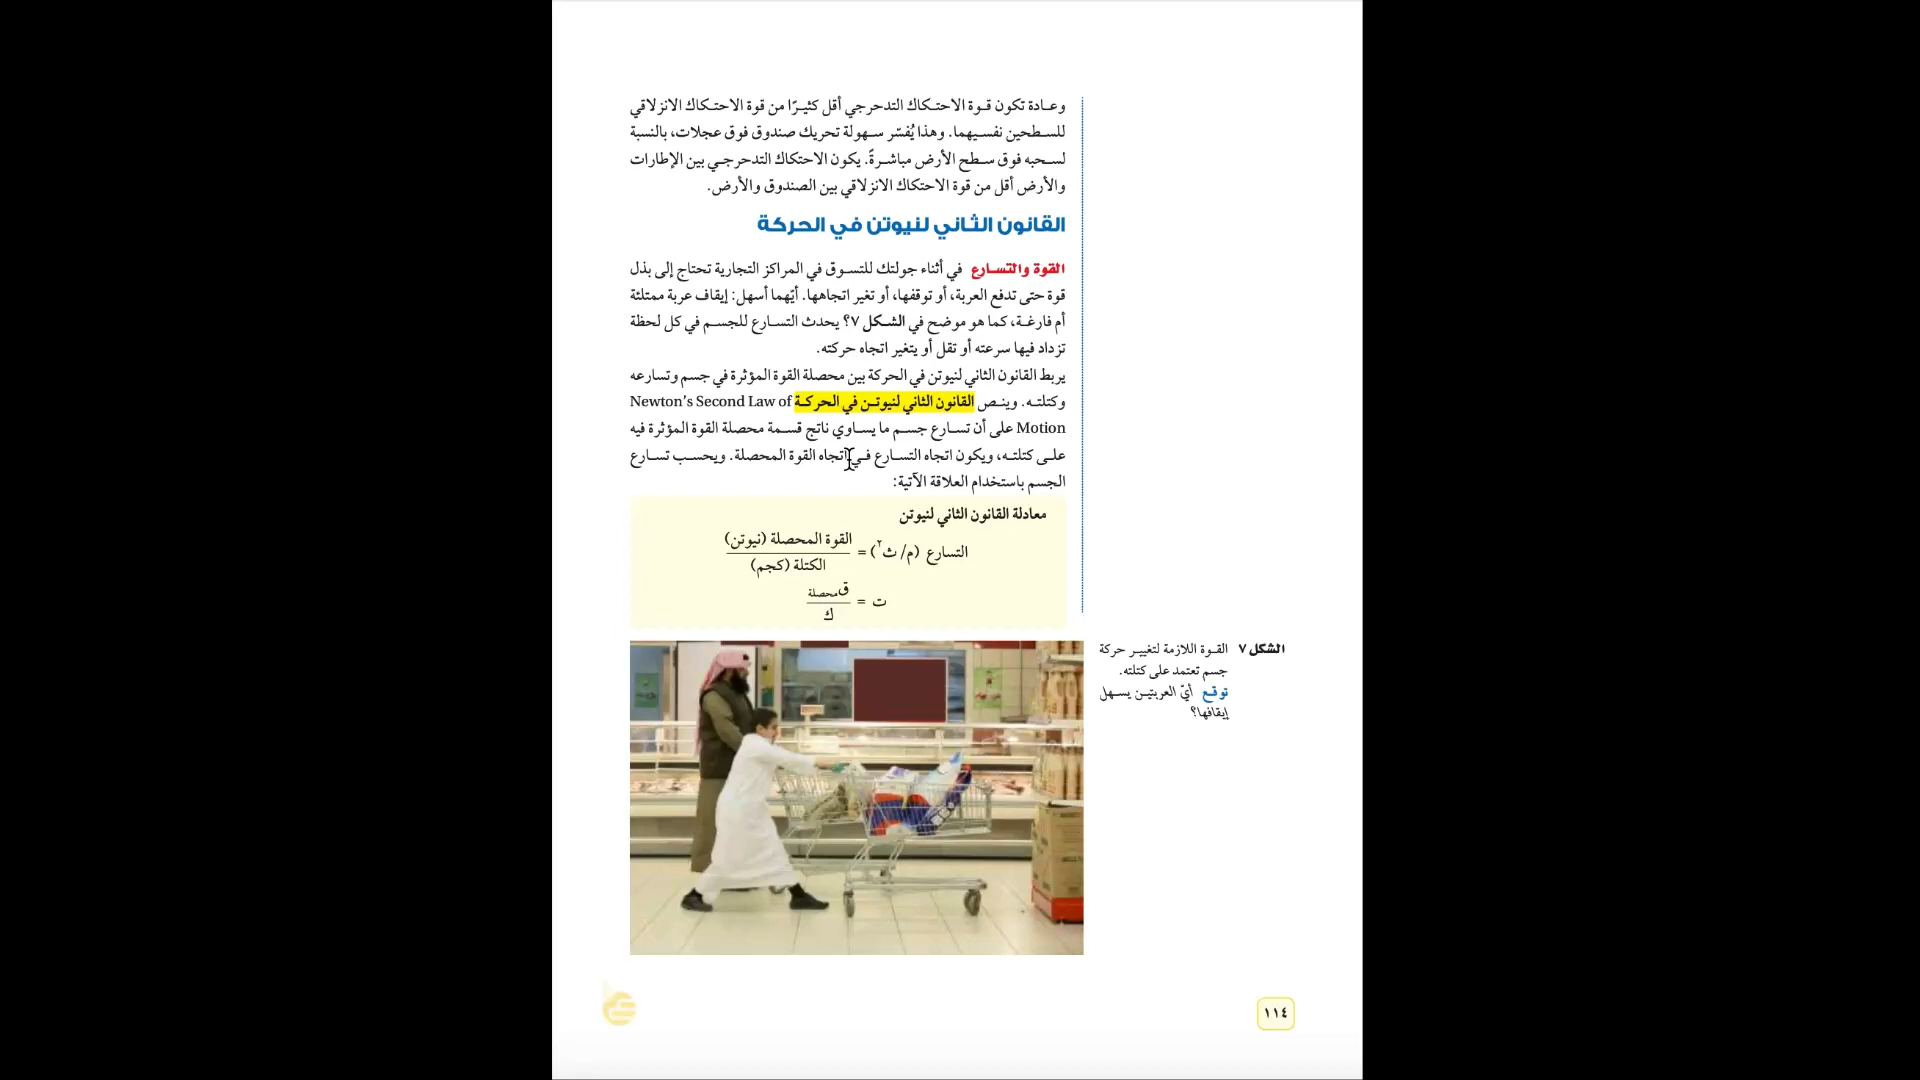 وعادة تكون قوة الاحتكاك التدحرجي أقل كثيرًا من قوة الاحتكاك الانزلاقي
للسطحين نفسيهما. وهذا يُفسّر سهولة تحريك صندوق فوق عجلات، بالنسبة
لسحبه فوق سطح الأرض مباشرةً. يكون الاحتكاك التدحرجي بين الإطارات
والأرض أقل من قوة الاحتكاك الانزلاقي بين الصندوق والأرض.
القانون الثاني لنيوتن في الحركة
القوة والتسارع في أثناء جولتك للتسوق في المراكز التجارية تحتاج إلى بذل
قوة حتى تدفع العربة، أو توقفها، أو تغير اتجاهها. أيّهما أسهل: إيقاف عربة ممتلئة
أم فارغة، كما هو موضح في الشكل ٧؟ يحدث التسارع للجسم في كل لحظة
تزداد فيها سرعته أو تقل أو يتغير اتجاه حركته.
يربط القانون الثاني لنيوتن في الحركة بين محصلة القوة المؤثرة في جسم وتسارعه
وكتلته. وينص القانون الثاني لنيوتن في الحركة Newton's Second Law of
Motion على أن تسارع جسم ما يساوي ناتج قسمة محصلة القوة المؤثرة فيه
على كتلته، ويكون اتجاه التسارع في اتجاه القوة المحصلة. ويحسب تسارع
الجسم باستخدام العلاقة الآتية:
معادلة القانون الثاني لنيوتن
التسارع (م/ث٢) = القوة المحصلة (نيوتن)
الكتلة (كجم)
ت = ق محصلة
ك
الشكل ٧ القوة اللازمة لتغيير حركة
جسم تعتمد على كتلته.
توقع أيّ العربتين يسهل
إيقافها؟
١١٤